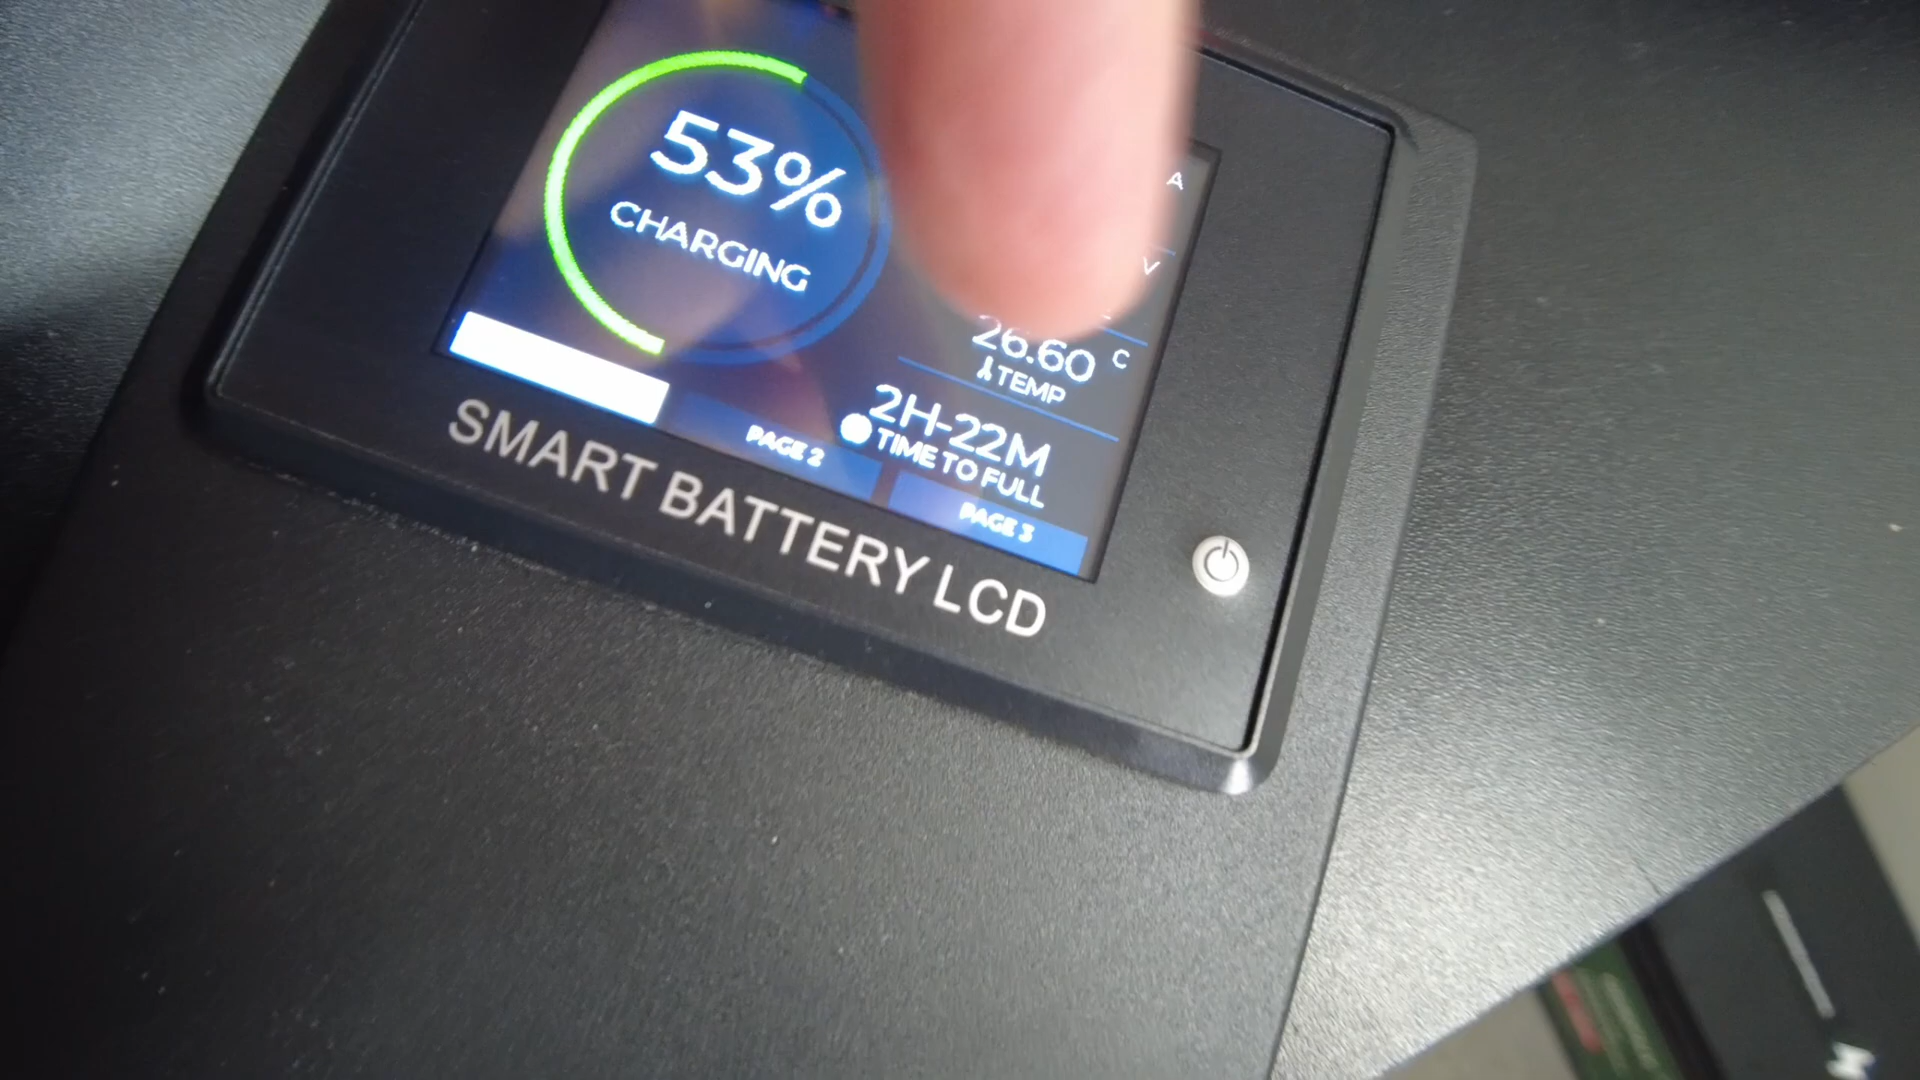 53%
CHARGING
A
V
26.60 C
TEMP
2H-22M
TIME TO FULL
PAGE 2
PAGE 3
SMART BATTERY LCD